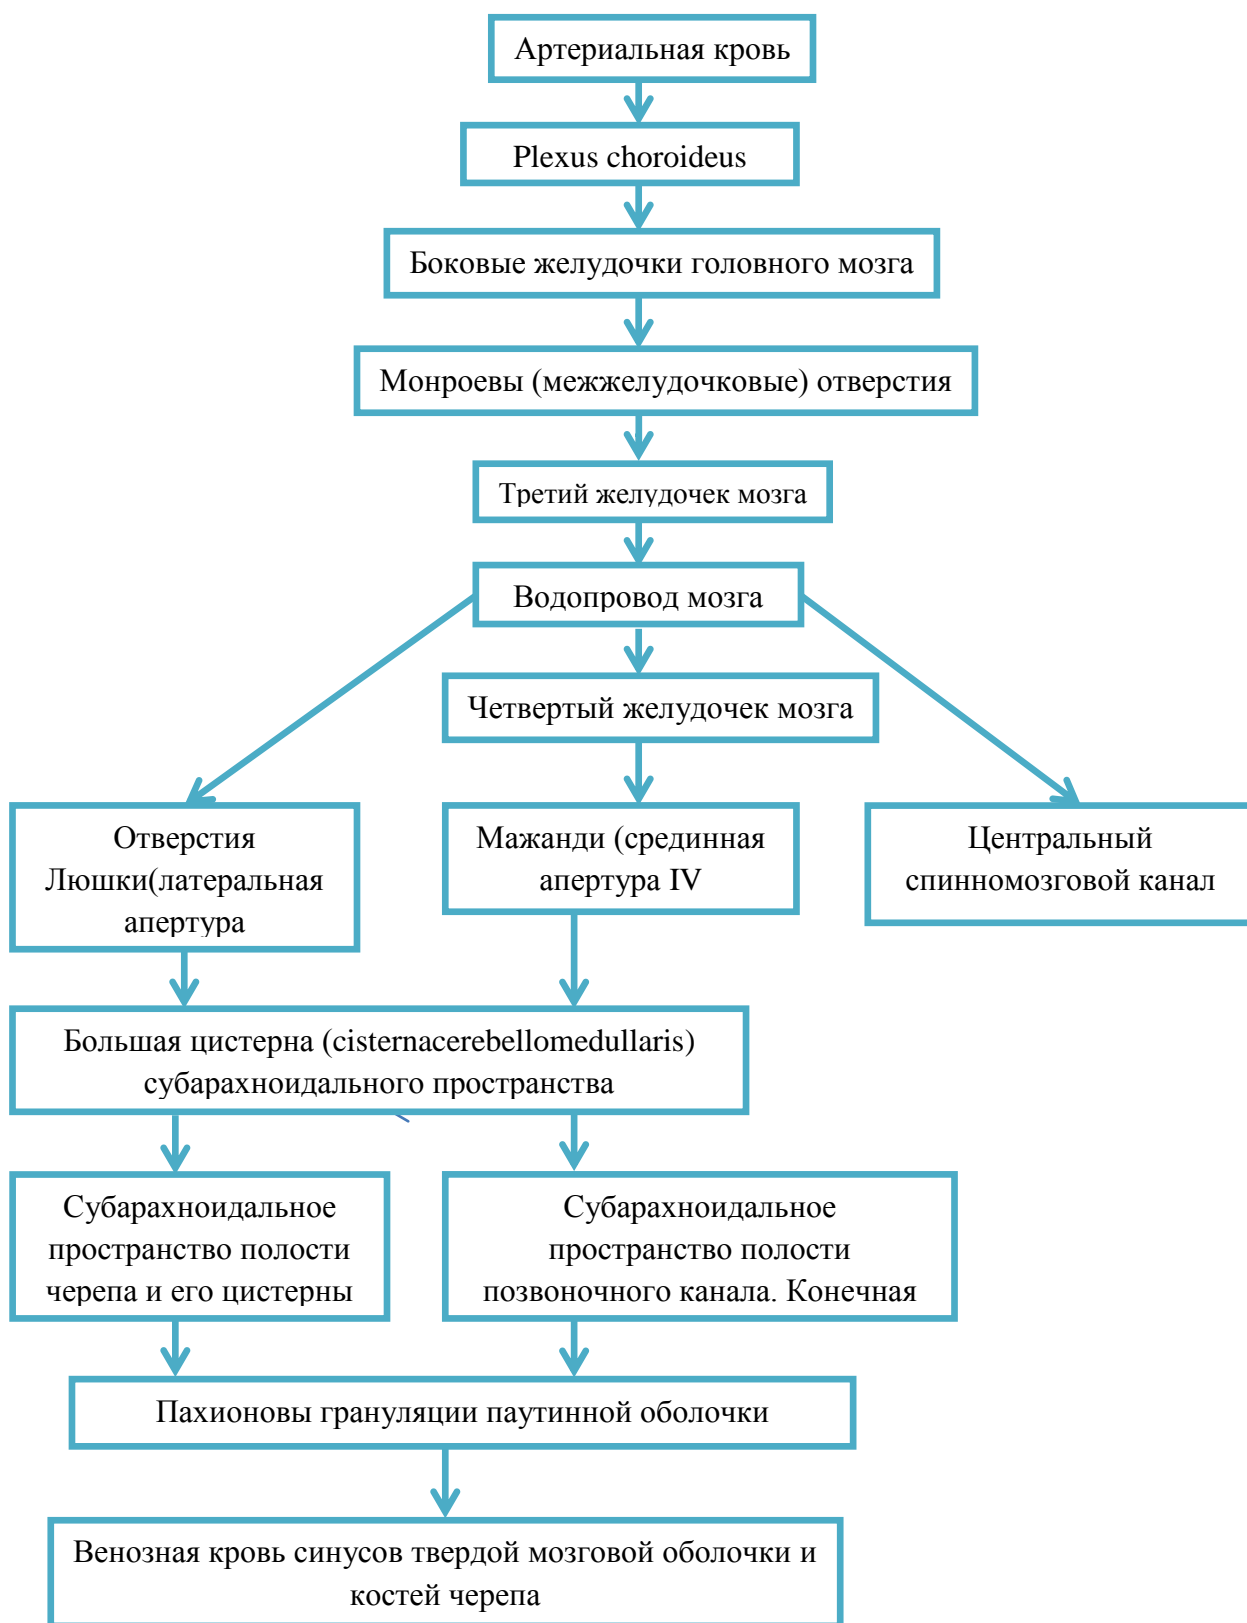 Артериальная кровь
Plexus choroideus
Боковые желудочки головного мозга
Монроевы (межжелудочковые) отверстия
Третий желудочек мозга
Водопровод мозга
Четвертый желудочек мозга
Отверстия
Люшки(латеральная
апертура
Мажанди (срединная
апертура IV
Центральный
спинномозговой канал
Большая цистерна (cisternacerebellomedullaris)
субарахноидального пространства
Субарахноидальное
пространство полости
черепа и его цистерны
Субарахноидальное
пространство полости
позвоночного канала. Конечная
Пахионовы грануляции паутинной оболочки
Венозная кровь синусов твердой мозговой оболочки и
костей черепа